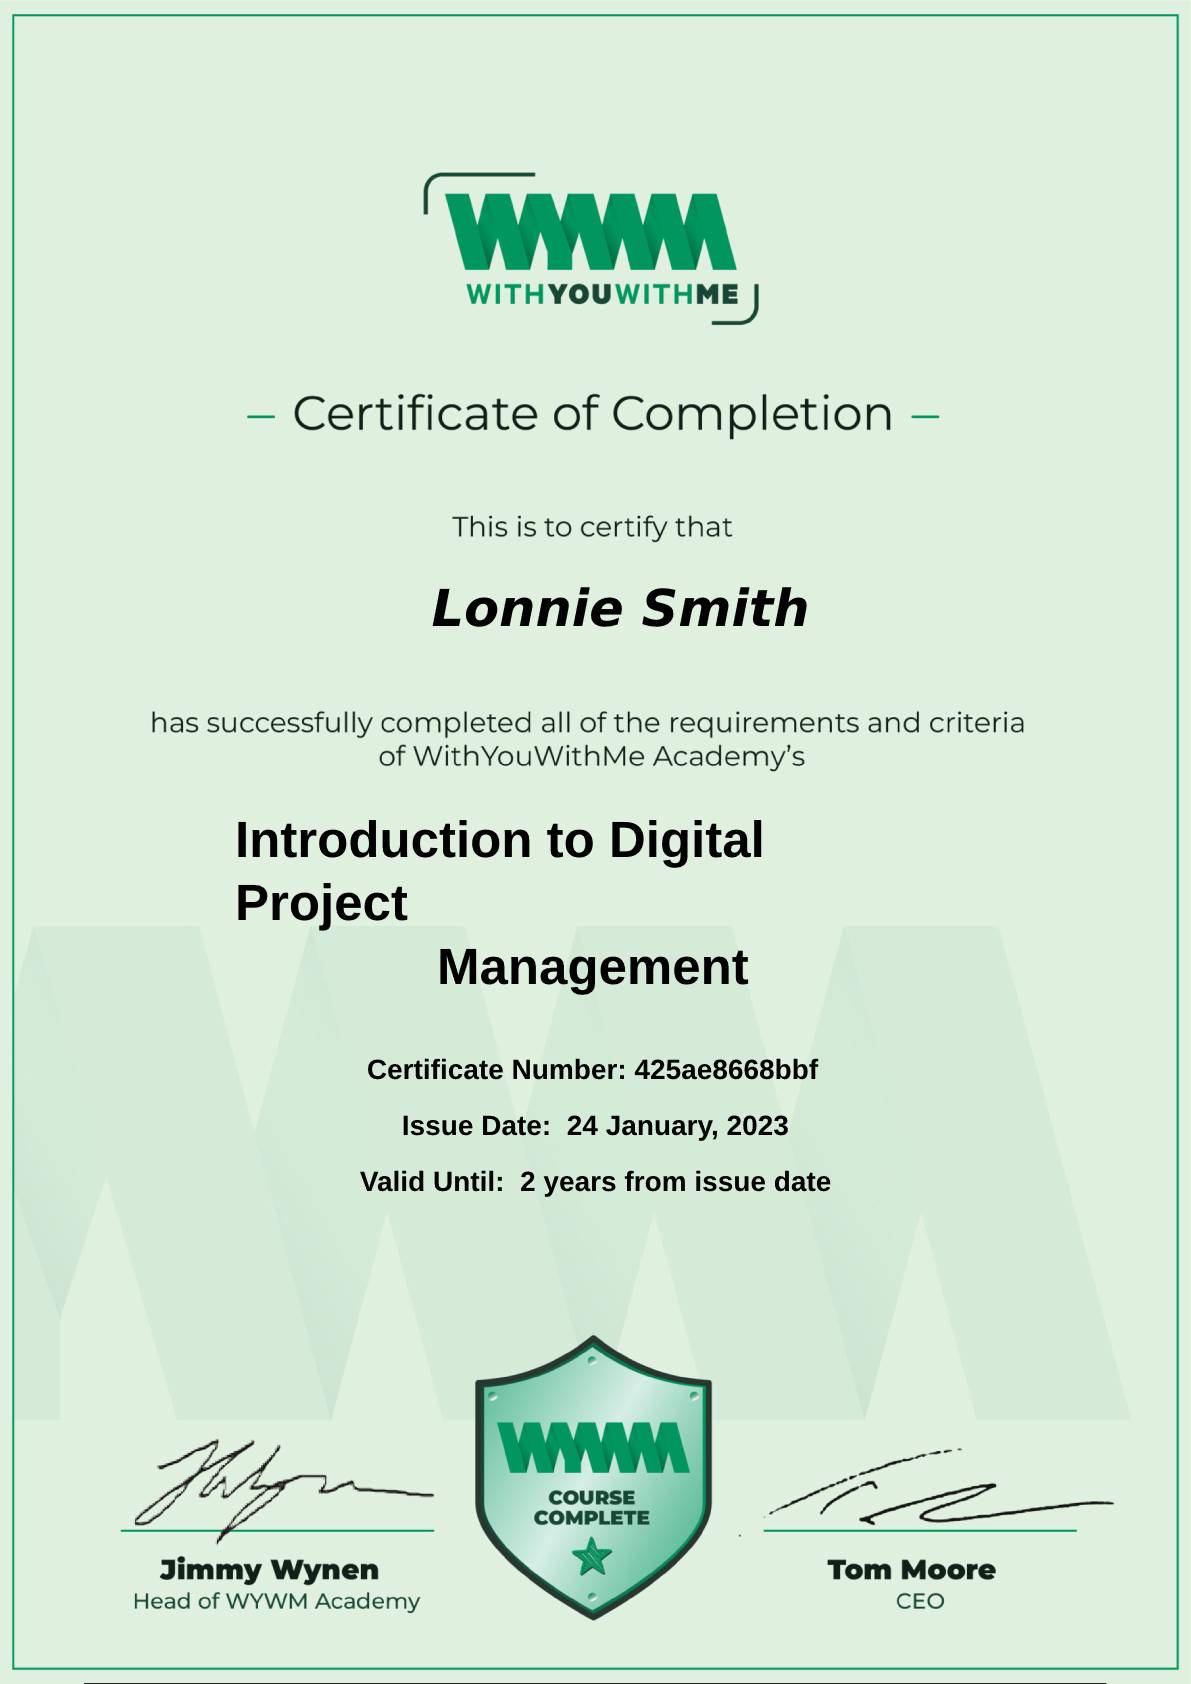 WYWM
WITHYOUWITHME
– Certificate of Completion –
This is to certify that
Lonnie Smith
has successfully completed all of the requirements and criteria
of WithYouWithMe Academy’s
Introduction to Digital
Project
Management
Certificate Number: 425ae8668bbf
Issue Date:  24 January, 2023
Valid Until:  2 years from issue date
WYWM
COURSE
COMPLETE
Jimmy Wynen
Head of WYWM Academy
Tom Moore
CEO